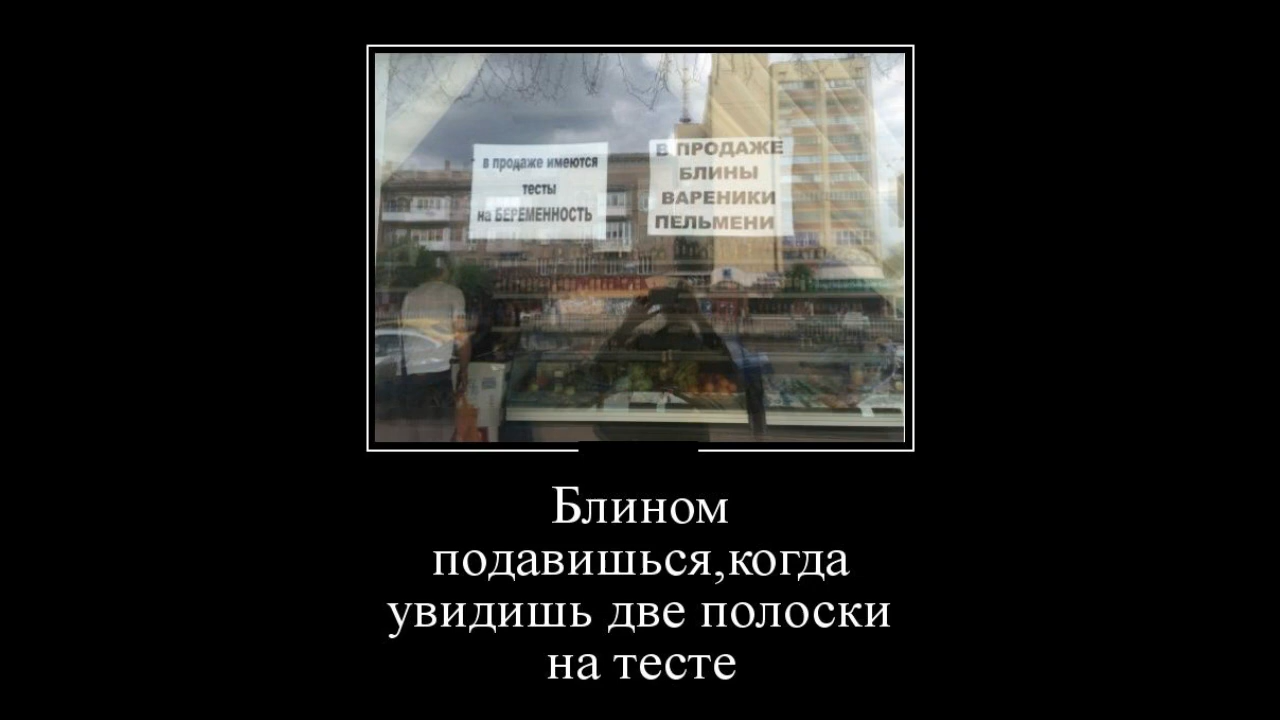 в продаже имеются
тесты
на БЕРЕМЕННОСТЬ
В ПРОДАЖЕ
БЛИНЫ
ВАРЕНИКИ
ПЕЛЬМЕНИ
Блином
подавишься,когда
увидишь две полоски
на тесте